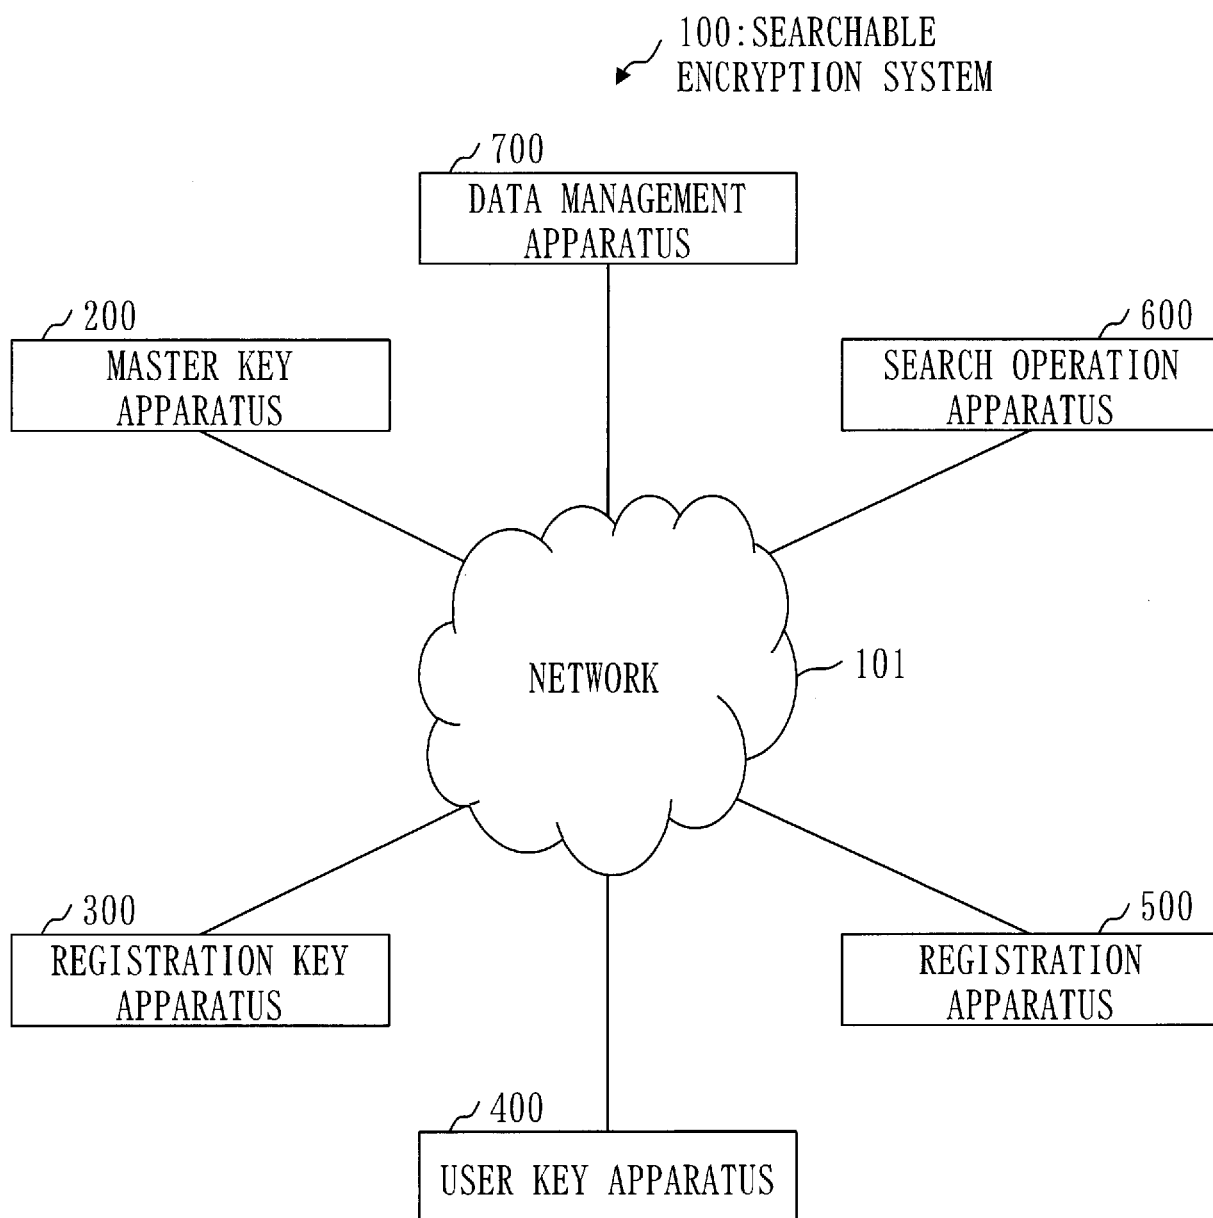 100:SEARCHABLE
ENCRYPTION SYSTEM
700
DATA MANAGEMENT
APPARATUS
200
MASTER KEY
APPARATUS
600
SEARCH OPERATION
APPARATUS
NETWORK
101
300
REGISTRATION KEY
APPARATUS
500
REGISTRATION
APPARATUS
400
USER KEY APPARATUS